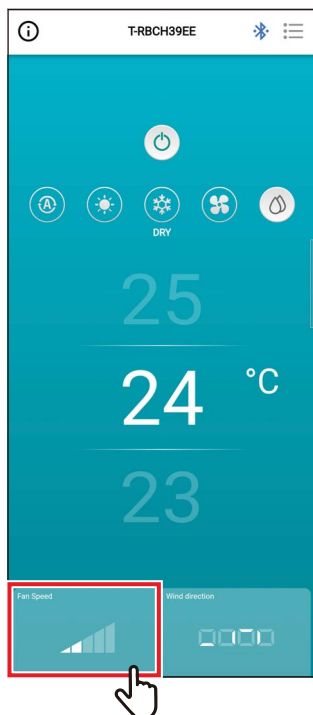 T-RBCH39EE
A
DRY
25
24 °C
23
Fan Speed
Wind direction